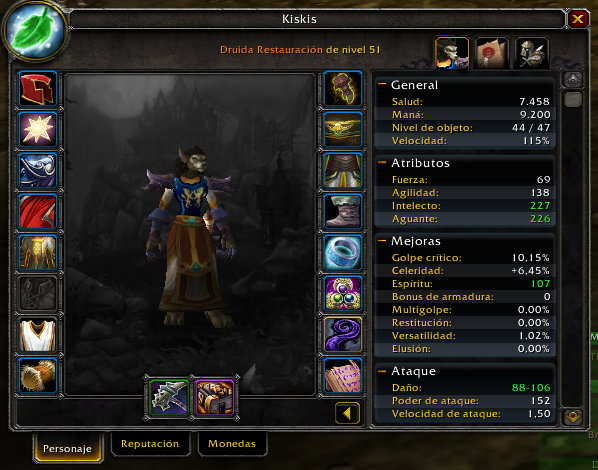 Kiskis
Druida Restauración de nivel 51
General
Salud: 7.458
Maná: 9.200
Nivel de objeto: 44 / 47
Velocidad: 115%
Atributos
Fuerza: 69
Agilidad: 138
Intelecto: 227
Aguante: 226
Mejoras
Golpe crítico: 10,15%
Celeridad: +6,45%
Espíritu: 107
Bonus de armadura: 0
Multigolpe: 0,00%
Restitución: 0,00%
Versatilidad: 1,02%
Elusión: 0,00%
Ataque
Daño: 88-106
Poder de ataque: 152
Velocidad de ataque: 1,50
Personaje Reputación Monedas